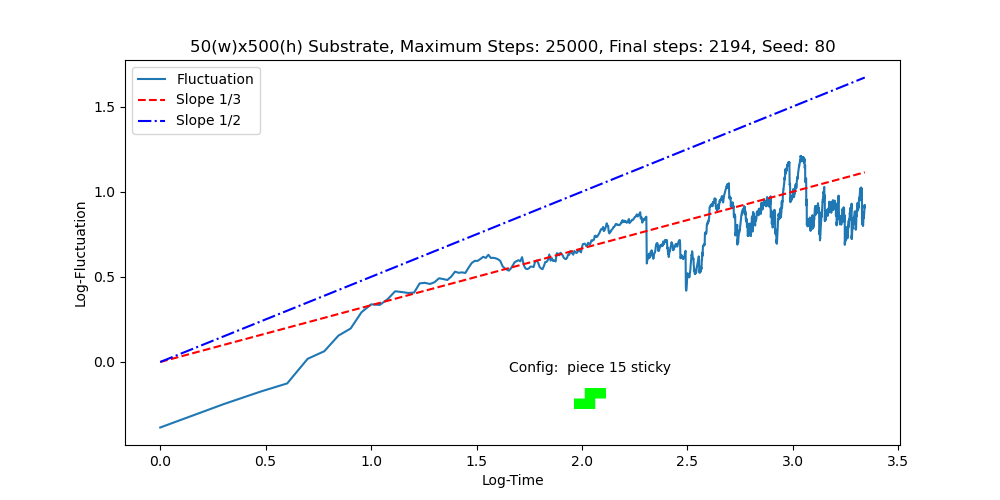 50(w)x500(h) Substrate, Maximum Steps: 25000, Final steps: 2194, Seed: 80
Fluctuation
Slope 1/3
Slope 1/2
1.5
1.0
0.5
0.0
Log-Fluctuation
Config:  piece 15 sticky
0.0 0.5 1.0 1.5 2.0 2.5 3.0 3.5
Log-Time